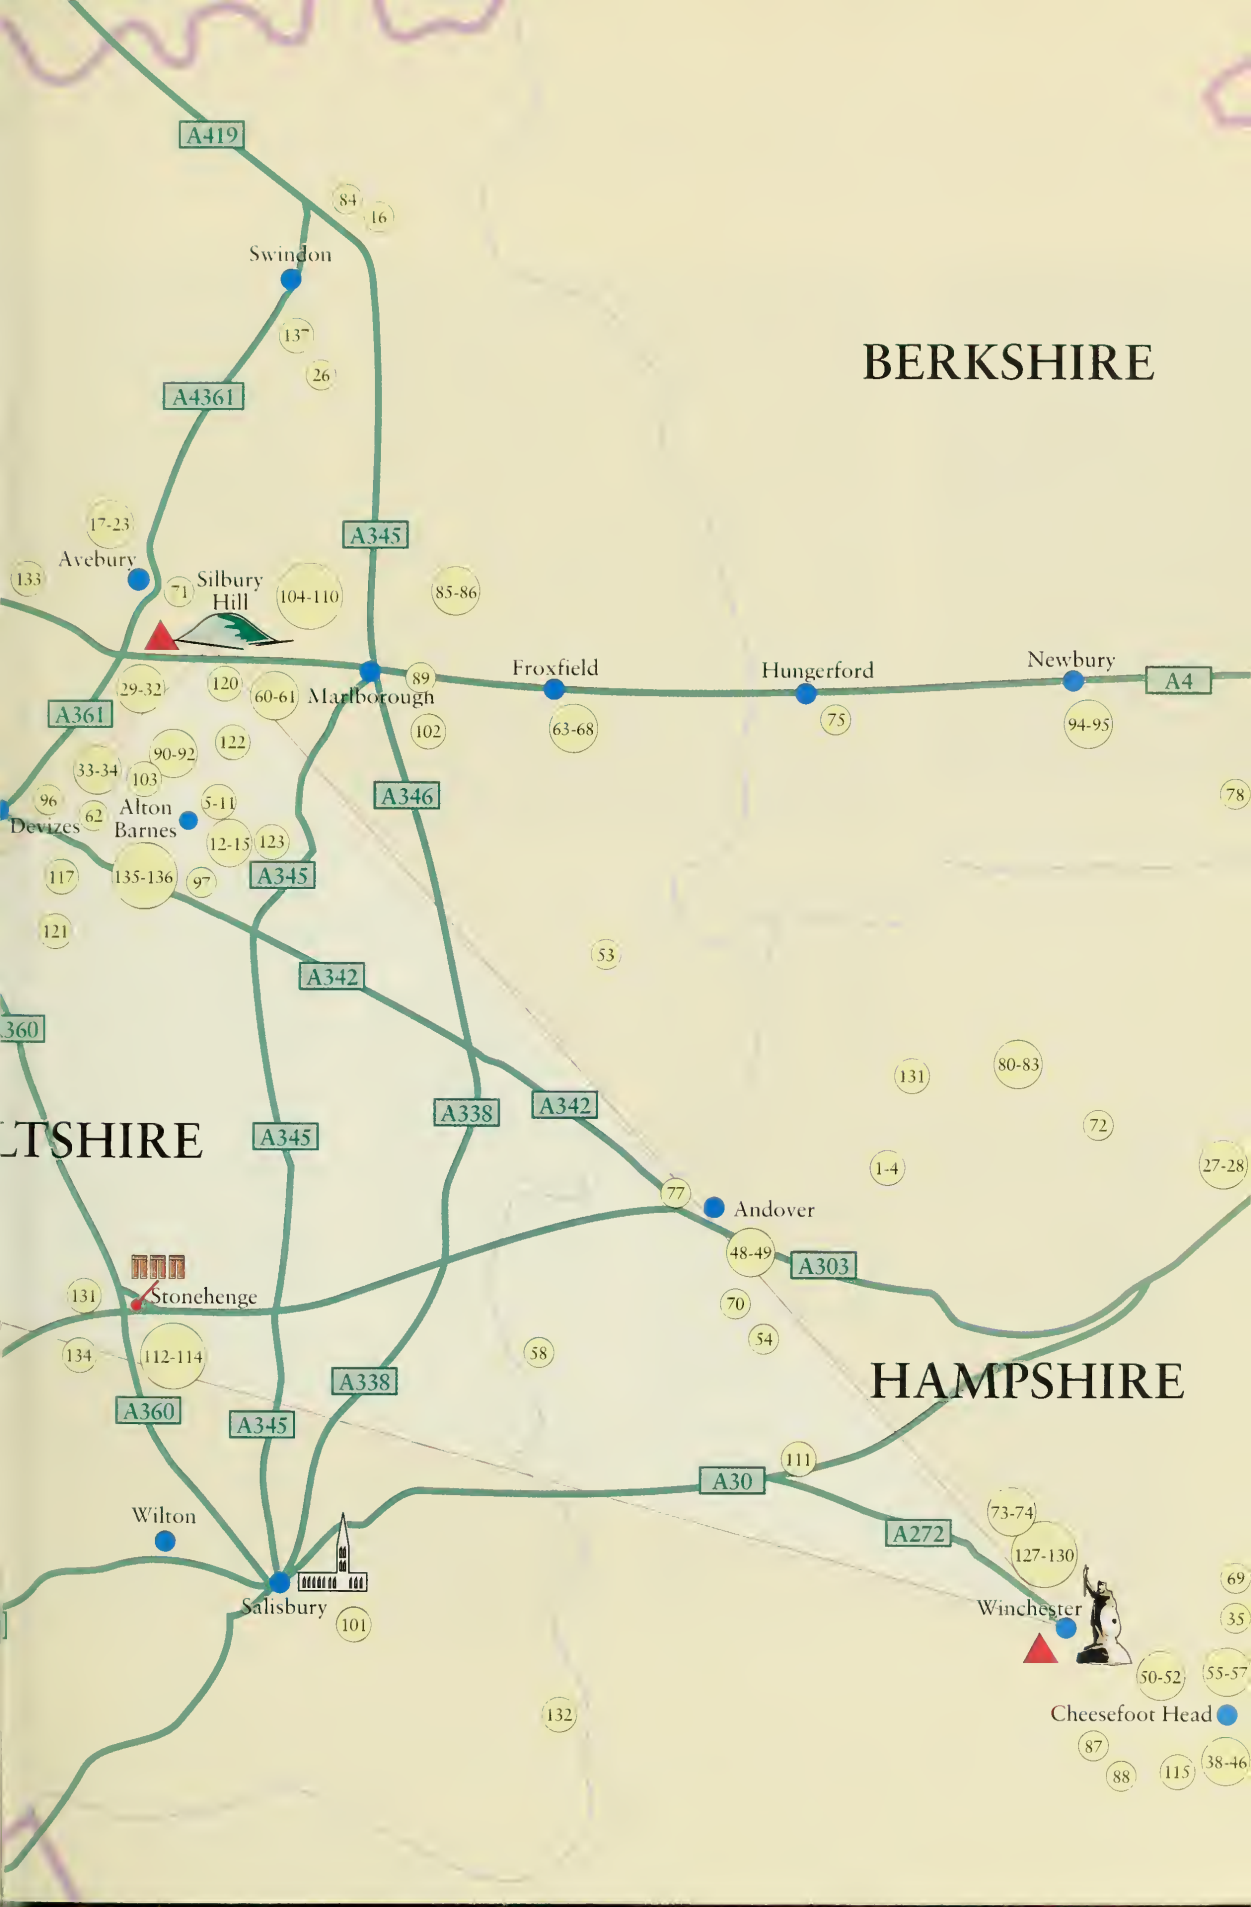 A419
84
16
Swindon
137
26
BERKSHIRE
A4361
17-23
A345
Avebury
133
71
Silbury
Hill
104-110
85-86
29-32
120
60-61
Marlborough
89
Froxfield
Hungerford
Newbury
A4
A361
102
63-68
75
94-95
122
90-92
33-34
103
A346
78
96
62
Alton
Barnes
5-11
Devizes
12-15
123
117
135-136
97
A345
121
53
A342
360
131
80-83
A338
A342
72
LTSHIRE
A345
1-4
27-28
77
Andover
48-49
A303
131
Stonehenge
70
54
134
112-114
58
HAMPSHIRE
A338
A360
A345
111
A30
73-74
Wilton
A272
127-130
69
Salisbury
Winchester
35
101
50-52
55-57
132
Cheesefoot Head
87
88
115
38-46